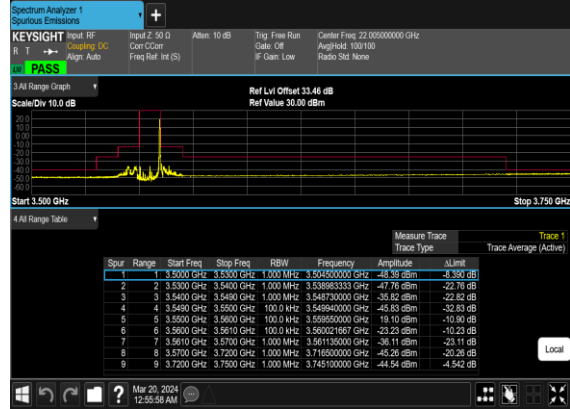 Spectrum Analyzer 1
Spurious Emissions
KEYSIGHT Input: RF Input Z: 50 Ω Atten: 10 dB Trig: Free Run Center Freq: 22.005000000 GHz
R T Coupling: DC Corr CCorr Gate: Off Avg|Hold: 100/100
Align: Auto Freq Ref: Int (S) IF Gain: Low Radio Std: None
PASS
3 All Range Graph Ref Lvl Offset 33.46 dB
Scale/Div 10.0 dB Ref Value 30.00 dBm
20.0
10.0
0.00
-10.0
-20.0
-30.0
-40.0
-50.0
-60.0
Start 3.500 GHz Stop 3.750 GHz
4 All Range Table
Measure Trace Trace 1
Trace Type Trace Average (Active)
Spur Range Start Freq Stop Freq RBW Frequency Amplitude ΔLimit
1 1 3.5000 GHz 3.5300 GHz 1.000 MHz 3.504500000 GHz -48.39 dBm -8.390 dB
2 2 3.5300 GHz 3.5400 GHz 1.000 MHz 3.538983333 GHz -47.76 dBm -22.76 dB
3 3 3.5400 GHz 3.5490 GHz 1.000 MHz 3.548730000 GHz -35.82 dBm -22.82 dB
4 4 3.5490 GHz 3.5500 GHz 100.0 kHz 3.549940000 GHz -45.83 dBm -32.83 dB
5 5 3.5500 GHz 3.5600 GHz 100.0 kHz 3.559550000 GHz 19.10 dBm -10.90 dB
6 6 3.5600 GHz 3.5610 GHz 100.0 kHz 3.560021667 GHz -23.23 dBm -10.23 dB
7 7 3.5610 GHz 3.5700 GHz 1.000 MHz 3.561135000 GHz -36.11 dBm -23.11 dB
8 8 3.5700 GHz 3.7200 GHz 1.000 MHz 3.716500000 GHz -45.26 dBm -20.26 dB
9 9 3.7200 GHz 3.7500 GHz 1.000 MHz 3.745100000 GHz -44.54 dBm -4.542 dB
Local
Mar 20, 2024
12:55:58 AM